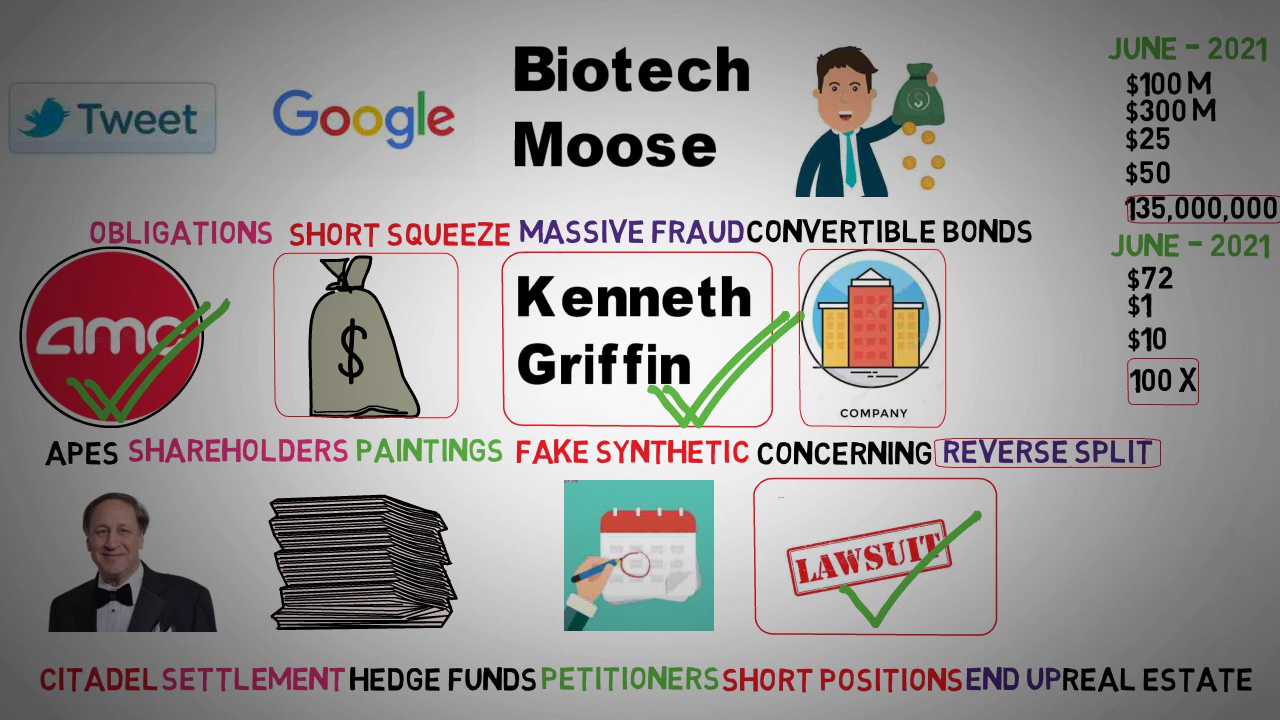 Biotech
Moose
Tweet
Google
JUNE - 2021
$100 M
$300 M
$25
$50
135,000,000
OBLIGATIONS SHORT SQUEEZE MASSIVE FRAUD CONVERTIBLE BONDS
JUNE - 2021
$72
$1
$10
100 X
amc
$
Kenneth
Griffin
COMPANY
APES SHAREHOLDERS PAINTINGS FAKE SYNTHETIC CONCERNING REVERSE SPLIT
LAWSUIT
CITADEL SETTLEMENT HEDGE FUNDS PETITIONERS SHORT POSITIONS END UP REAL ESTATE